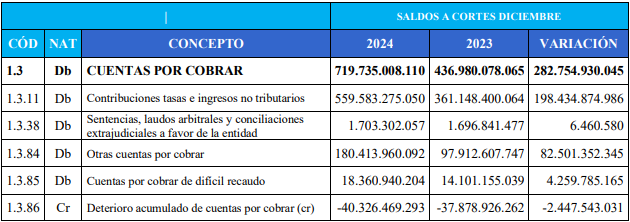 SALDOS A CORTES DICIEMBRE
CÓD NAT CONCEPTO 2024 2023 VARIACIÓN
1.3 Db CUENTAS POR COBRAR 719.735.008.110 436.980.078.065 282.754.930.045
1.3.11 Db Contribuciones tasas e ingresos no tributarios 559.583.275.050 361.148.400.064 198.434.874.986
1.3.38 Db Sentencias, laudos arbitrales y conciliaciones extrajudiciales a favor de la entidad 1.703.302.057 1.696.841.477 6.460.580
1.3.84 Db Otras cuentas por cobrar 180.413.960.092 97.912.607.747 82.501.352.345
1.3.85 Db Cuentas por cobrar de difícil recaudo 18.360.940.204 14.101.155.039 4.259.785.165
1.3.86 Cr Deterioro acumulado de cuentas por cobrar (cr) -40.326.469.293 -37.878.926.262 -2.447.543.031